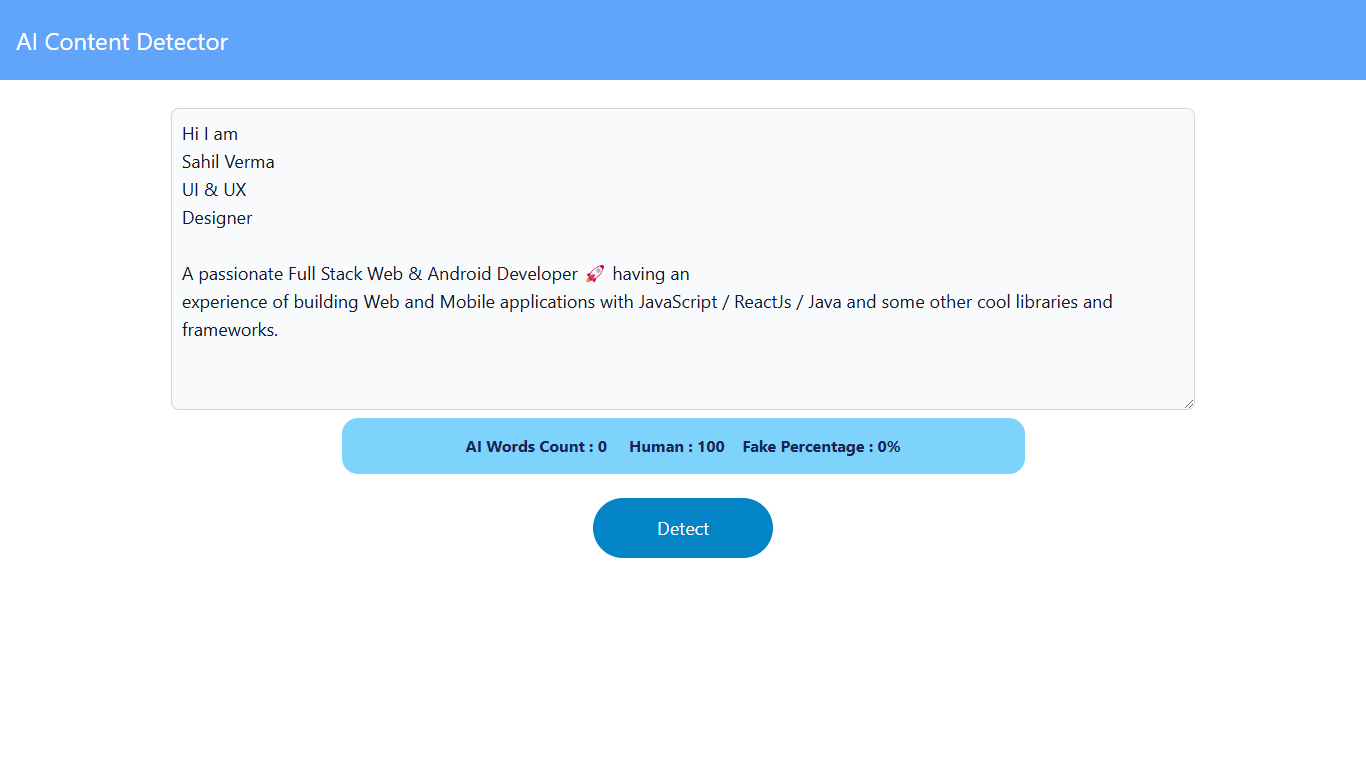 AI Content Detector
Hi I am
Sahil Verma
UI & UX
Designer
A passionate Full Stack Web & Android Developer 🚀 having an
experience of building Web and Mobile applications with JavaScript / ReactJs / Java and some other cool libraries and
frameworks.
AI Words Count : 0 Human : 100 Fake Percentage : 0%
Detect